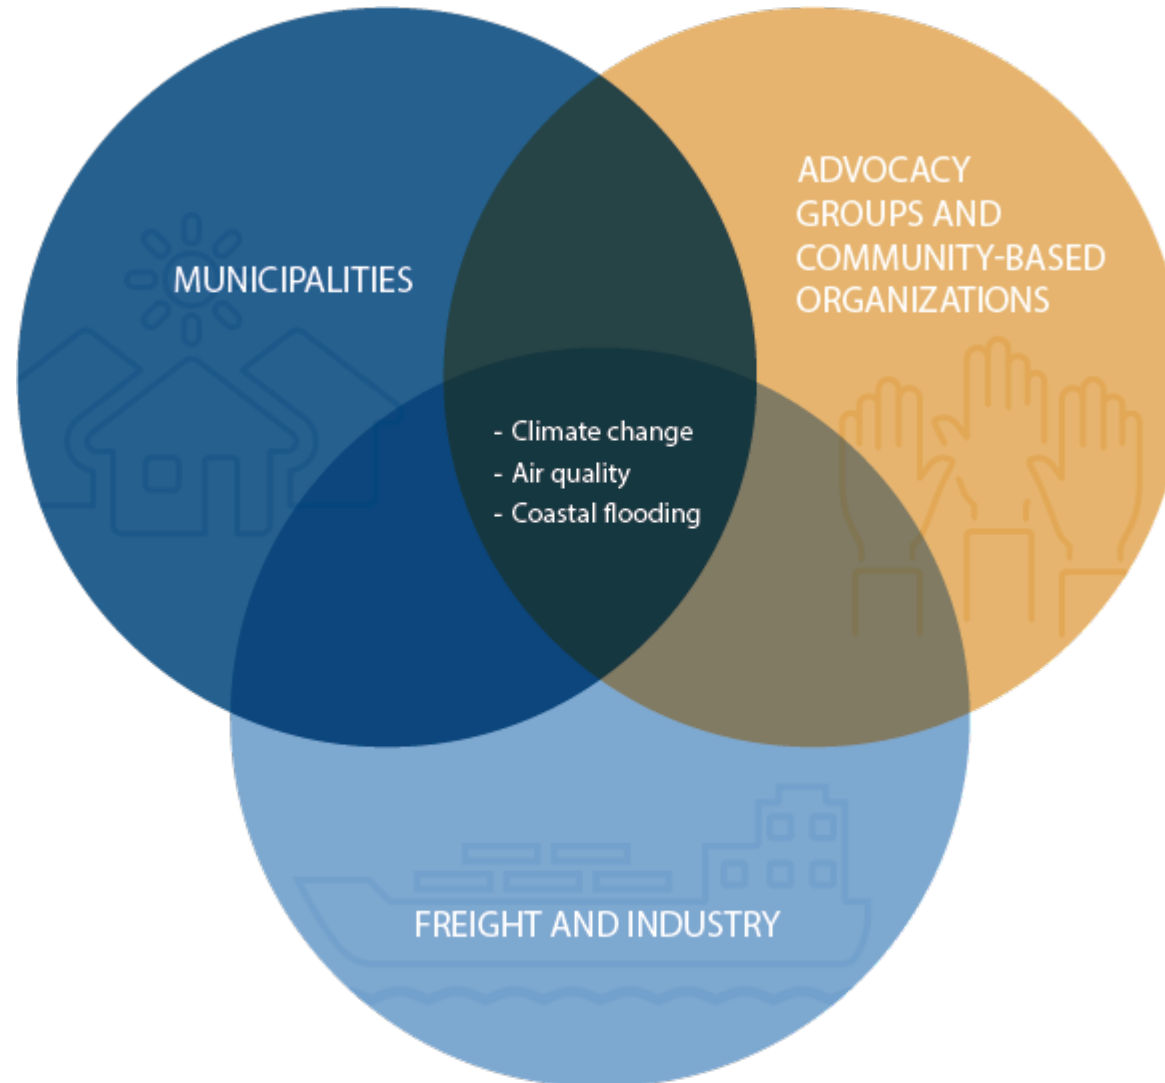 MUNICIPALITIES
ADVOCACY
GROUPS AND
COMMUNITY-BASED
ORGANIZATIONS
- Climate change
- Air quality
- Coastal flooding
FREIGHT AND INDUSTRY